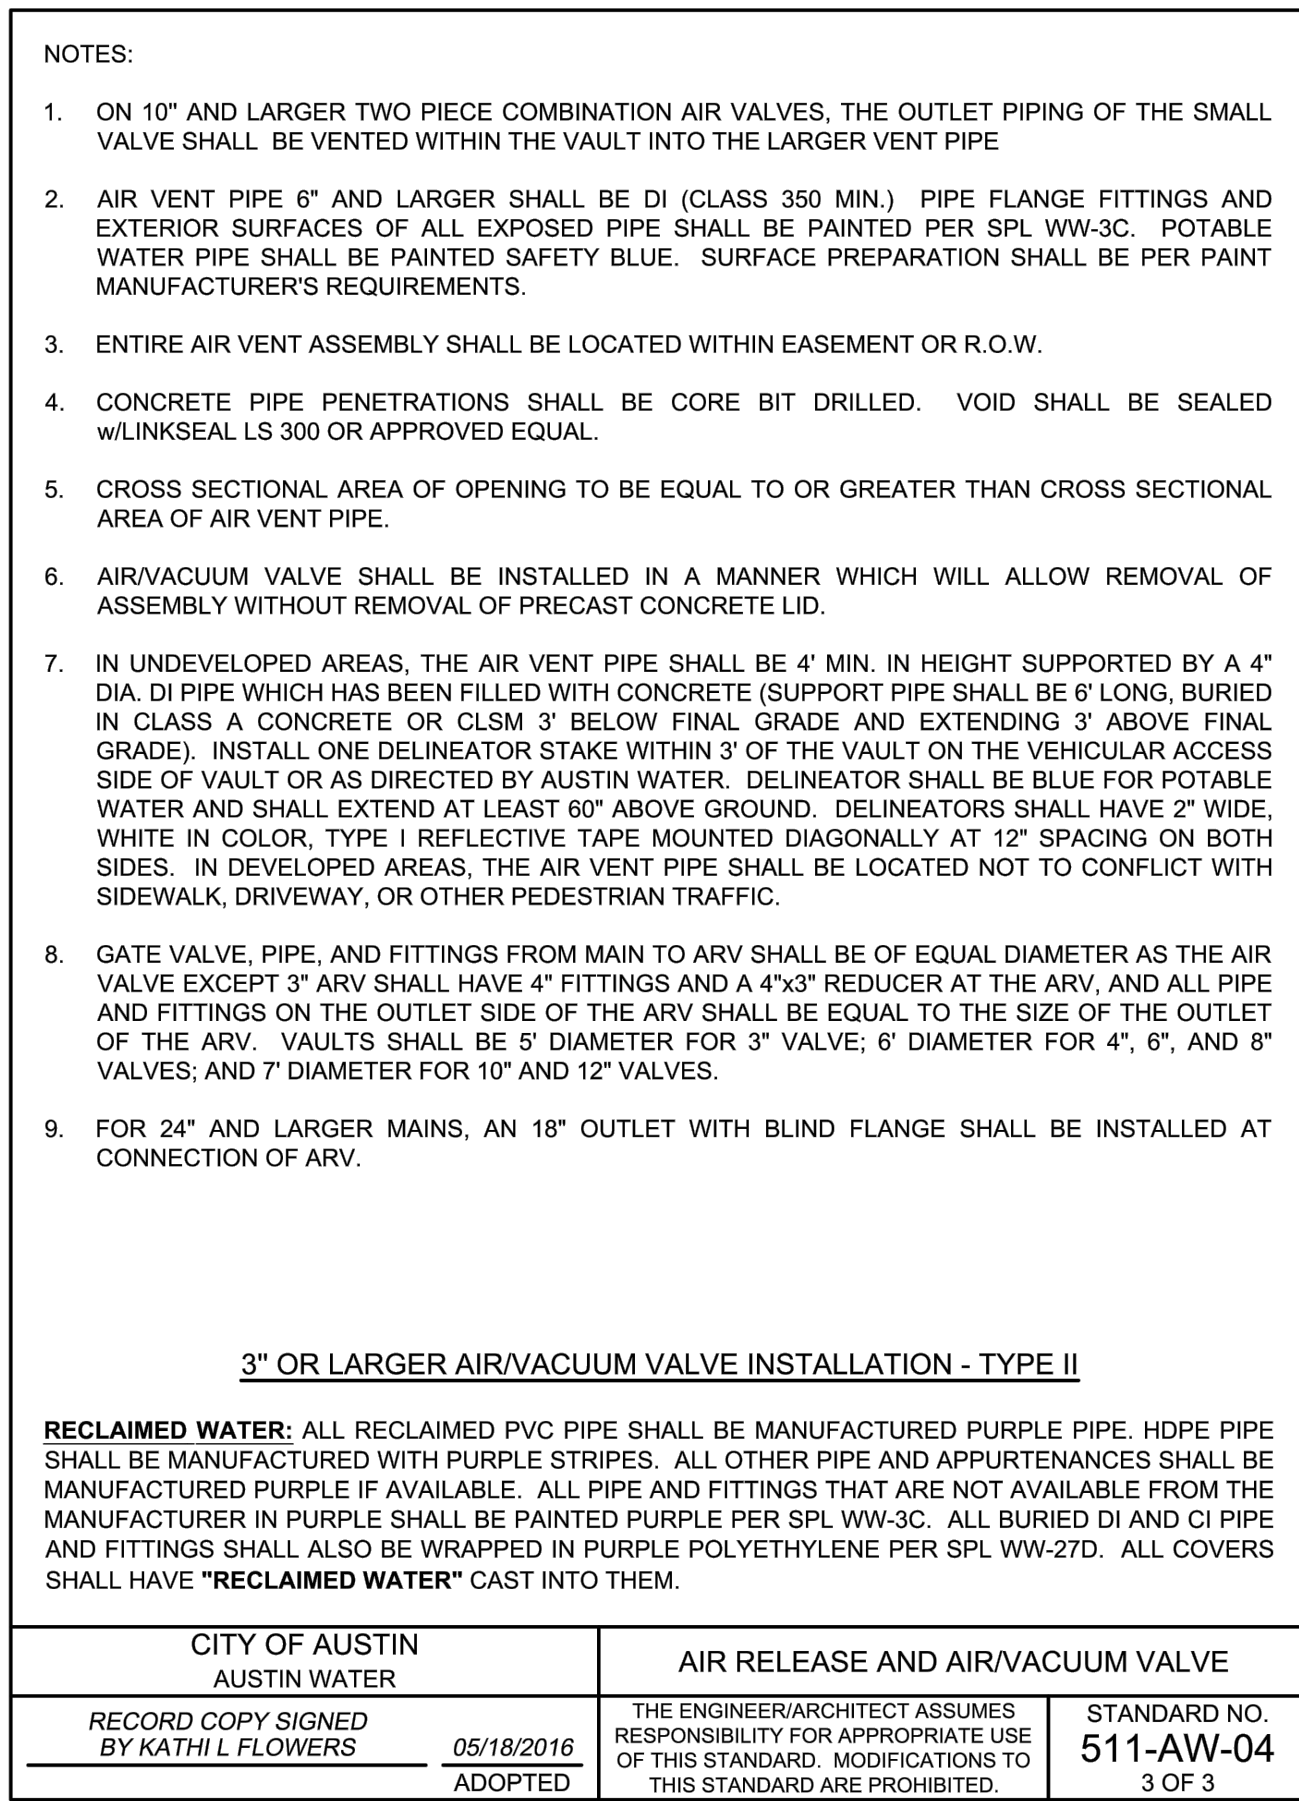 NOTES:
1. ON 10" AND LARGER TWO PIECE COMBINATION AIR VALVES, THE OUTLET PIPING OF THE SMALL
VALVE SHALL BE VENTED WITHIN THE VAULT INTO THE LARGER VENT PIPE
2. AIR VENT PIPE 6" AND LARGER SHALL BE DI (CLASS 350 MIN.) PIPE FLANGE FITTINGS AND
EXTERIOR SURFACES OF ALL EXPOSED PIPE SHALL BE PAINTED PER SPL WW-3C. POTABLE
WATER PIPE SHALL BE PAINTED SAFETY BLUE. SURFACE PREPARATION SHALL BE PER PAINT
MANUFACTURER'S REQUIREMENTS.
3. ENTIRE AIR VENT ASSEMBLY SHALL BE LOCATED WITHIN EASEMENT OR R.O.W.
4. CONCRETE PIPE PENETRATIONS SHALL BE CORE BIT DRILLED. VOID SHALL BE SEALED
w/LINKSEAL LS 300 OR APPROVED EQUAL.
5. CROSS SECTIONAL AREA OF OPENING TO BE EQUAL TO OR GREATER THAN CROSS SECTIONAL
AREA OF AIR VENT PIPE.
6. AIR/VACUUM VALVE SHALL BE INSTALLED IN A MANNER WHICH WILL ALLOW REMOVAL OF
ASSEMBLY WITHOUT REMOVAL OF PRECAST CONCRETE LID.
7. IN UNDEVELOPED AREAS, THE AIR VENT PIPE SHALL BE 4' MIN. IN HEIGHT SUPPORTED BY A 4"
DIA. DI PIPE WHICH HAS BEEN FILLED WITH CONCRETE (SUPPORT PIPE SHALL BE 6' LONG, BURIED
IN CLASS A CONCRETE OR CLSM 3' BELOW FINAL GRADE AND EXTENDING 3' ABOVE FINAL
GRADE). INSTALL ONE DELINEATOR STAKE WITHIN 3' OF THE VAULT ON THE VEHICULAR ACCESS
SIDE OF VAULT OR AS DIRECTED BY AUSTIN WATER. DELINEATOR SHALL BE BLUE FOR POTABLE
WATER AND SHALL EXTEND AT LEAST 60" ABOVE GROUND. DELINEATORS SHALL HAVE 2" WIDE,
WHITE IN COLOR, TYPE I REFLECTIVE TAPE MOUNTED DIAGONALLY AT 12" SPACING ON BOTH
SIDES. IN DEVELOPED AREAS, THE AIR VENT PIPE SHALL BE LOCATED NOT TO CONFLICT WITH
SIDEWALK, DRIVEWAY, OR OTHER PEDESTRIAN TRAFFIC.
8. GATE VALVE, PIPE, AND FITTINGS FROM MAIN TO ARV SHALL BE OF EQUAL DIAMETER AS THE AIR
VALVE EXCEPT 3" ARV SHALL HAVE 4" FITTINGS AND A 4"x3" REDUCER AT THE ARV, AND ALL PIPE
AND FITTINGS ON THE OUTLET SIDE OF THE ARV SHALL BE EQUAL TO THE SIZE OF THE OUTLET
OF THE ARV. VAULTS SHALL BE 5' DIAMETER FOR 3" VALVE; 6' DIAMETER FOR 4", 6", AND 8"
VALVES; AND 7' DIAMETER FOR 10" AND 12" VALVES.
9. FOR 24" AND LARGER MAINS, AN 18" OUTLET WITH BLIND FLANGE SHALL BE INSTALLED AT
CONNECTION OF ARV.
3" OR LARGER AIR/VACUUM VALVE INSTALLATION - TYPE II
RECLAIMED WATER: ALL RECLAIMED PVC PIPE SHALL BE MANUFACTURED PURPLE PIPE. HDPE PIPE
SHALL BE MANUFACTURED WITH PURPLE STRIPES. ALL OTHER PIPE AND APPURTENANCES SHALL BE
MANUFACTURED PURPLE IF AVAILABLE. ALL PIPE AND FITTINGS THAT ARE NOT AVAILABLE FROM THE
MANUFACTURER IN PURPLE SHALL BE PAINTED PURPLE PER SPL WW-3C. ALL BURIED DI AND CI PIPE
AND FITTINGS SHALL ALSO BE WRAPPED IN PURPLE POLYETHYLENE PER SPL WW-27D. ALL COVERS
SHALL HAVE "RECLAIMED WATER" CAST INTO THEM.
CITY OF AUSTIN
AUSTIN WATER
AIR RELEASE AND AIR/VACUUM VALVE
RECORD COPY SIGNED
BY KATHI L FLOWERS
05/18/2016
ADOPTED
THE ENGINEER/ARCHITECT ASSUMES
RESPONSIBILITY FOR APPROPRIATE USE
OF THIS STANDARD. MODIFICATIONS TO
THIS STANDARD ARE PROHIBITED.
STANDARD NO.
511-AW-04
3 OF 3